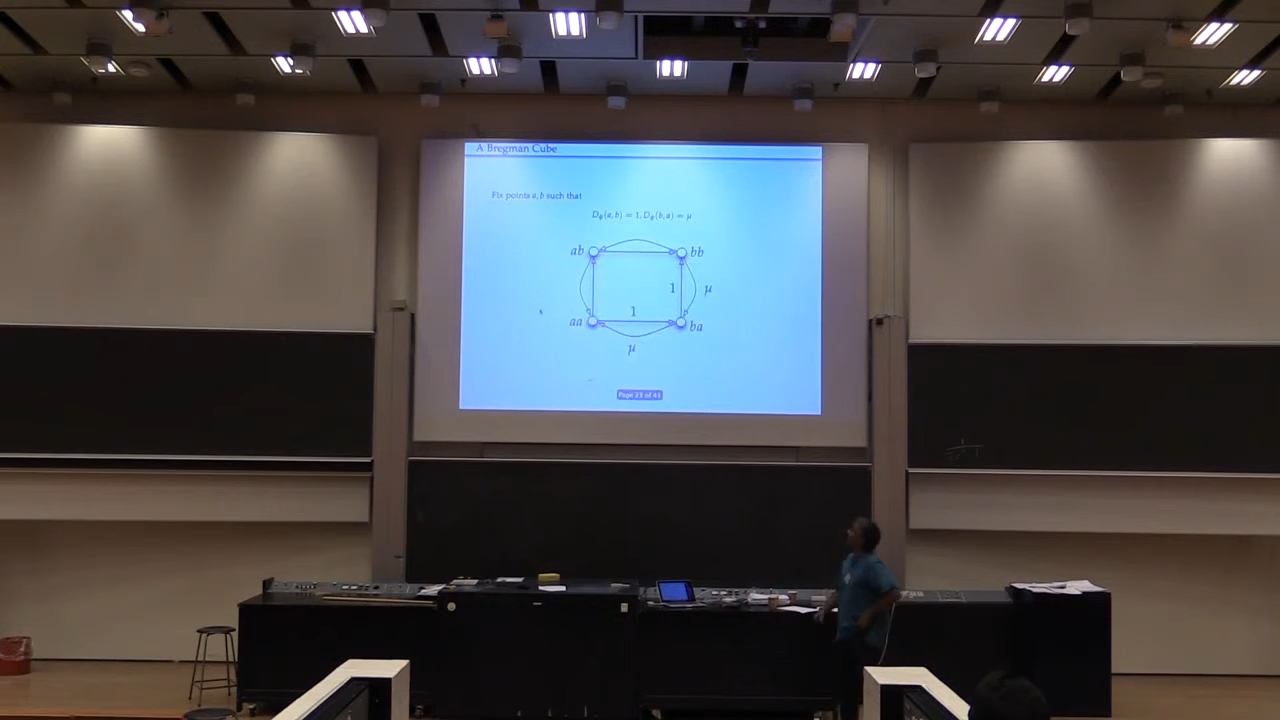 A Bregman Cube
Fix points a, b such that
D_ϕ(a, b) = 1, D_ϕ(b, a) = μ
ab
bb
1
μ
1
aa
ba
μ
Page 23 of 41